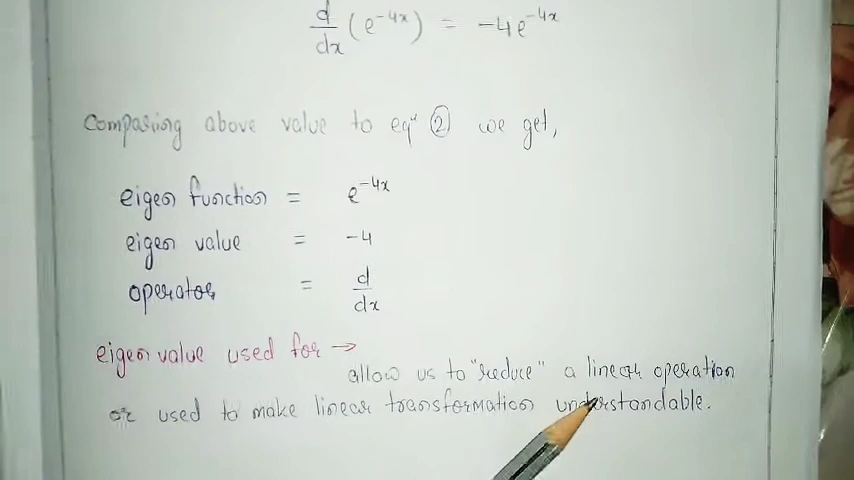 d/dx (e^-4x) = -4e^-4x
Comparing above value to eqⁿ ② we get,
eigen function = e^-4x
eigen value = -4
operator = d/dx
eigen value used for →
allow us to "reduce" a linear operation
or used to make linear transformation understandable.